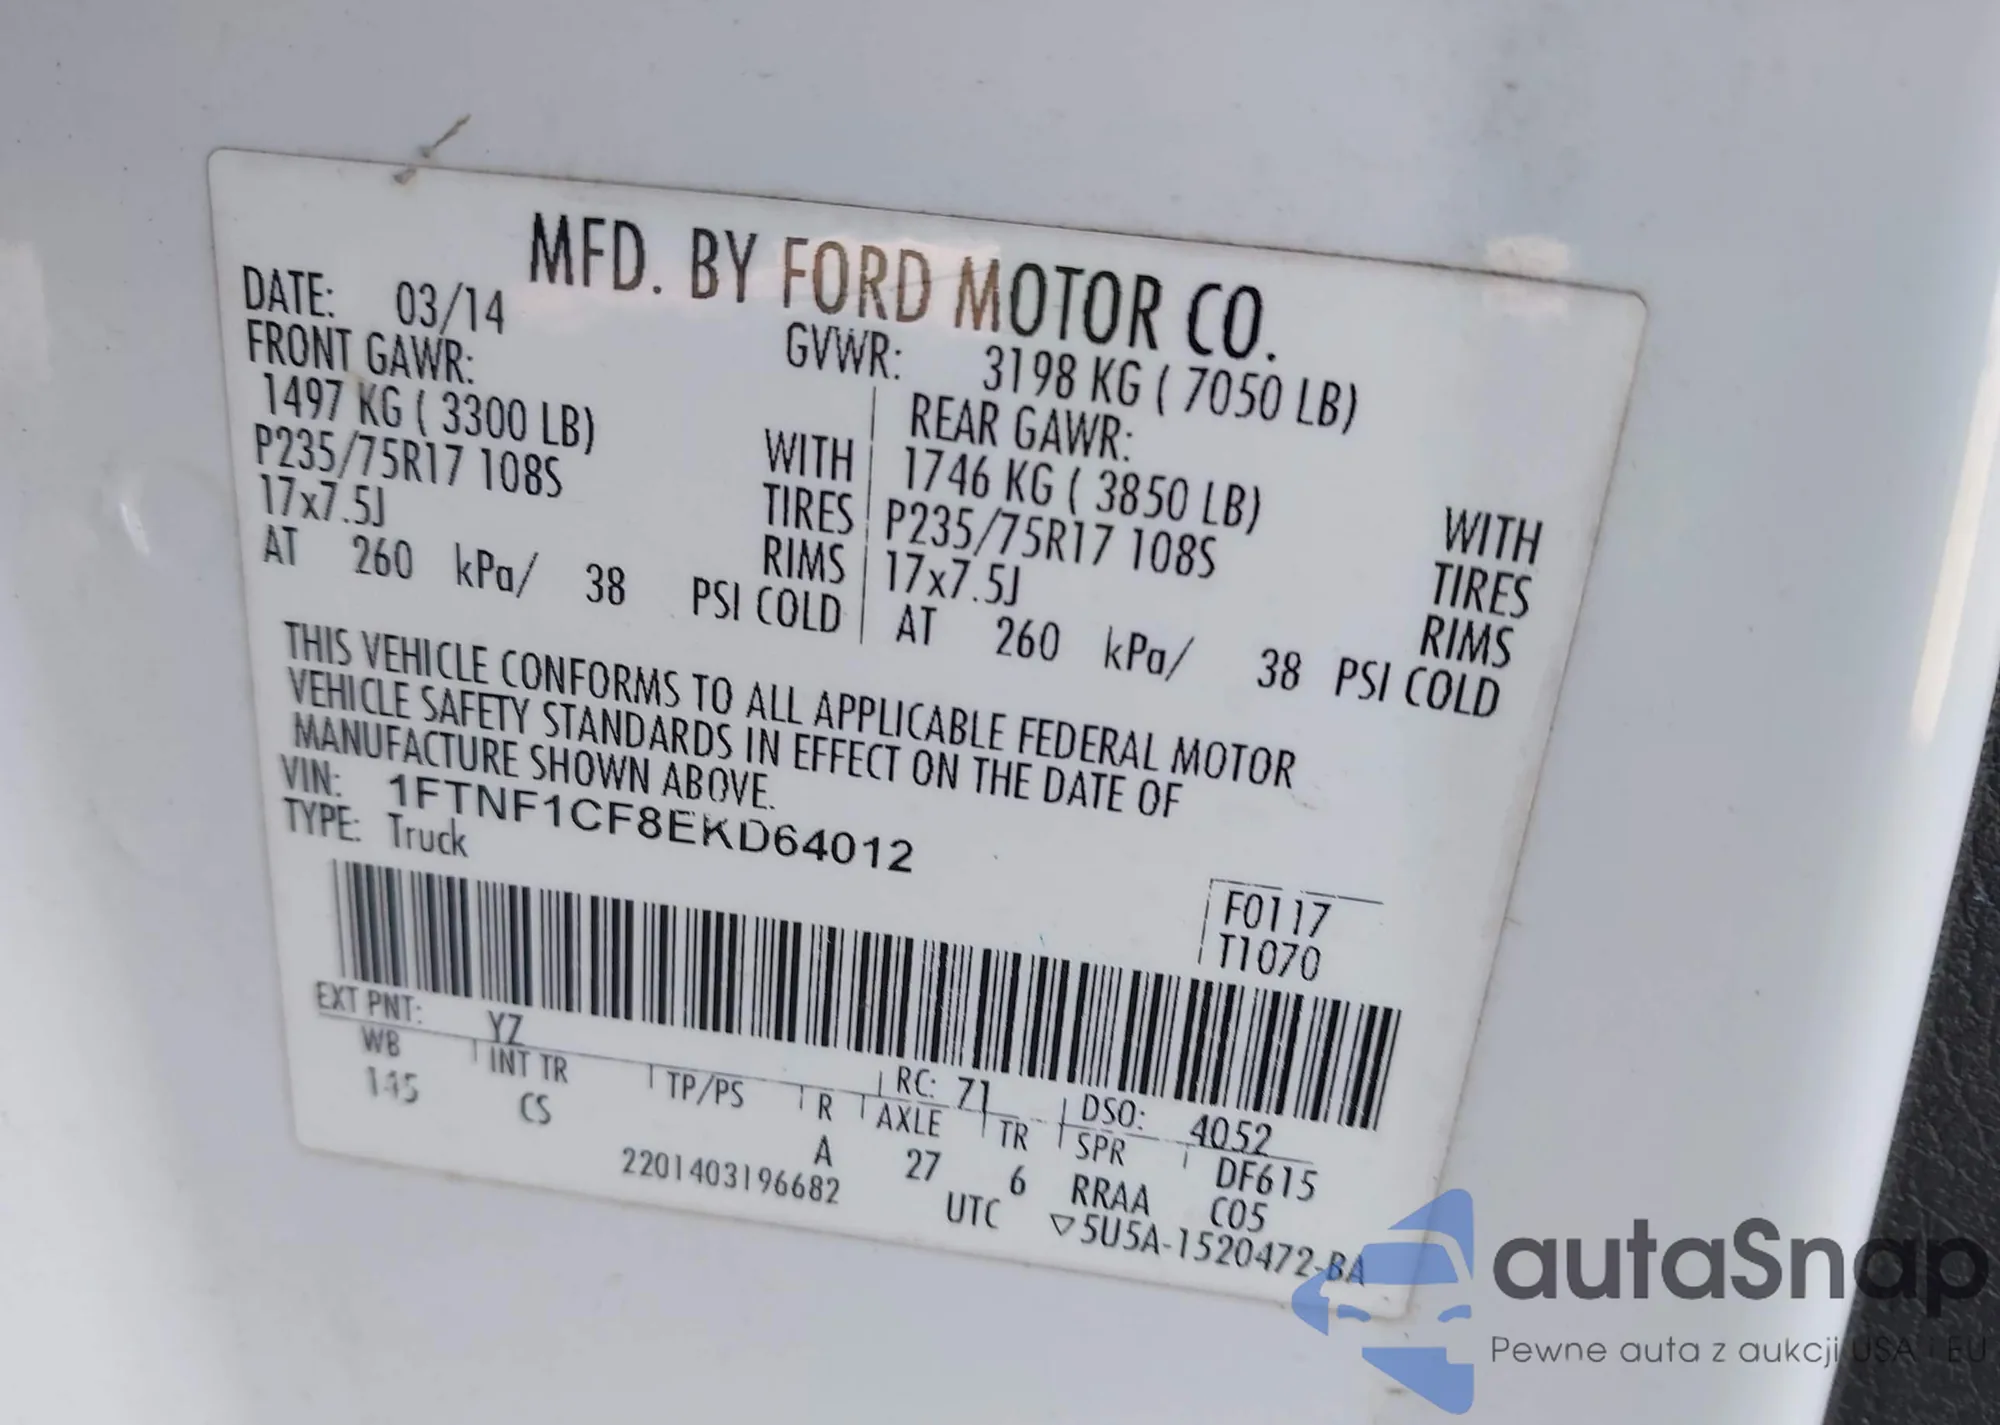 MFD. BY FORD MOTOR CO.
DATE: 03/14 GVWR: 3198 KG ( 7050 LB)
FRONT GAWR: REAR GAWR:
1497 KG ( 3300 LB) WITH 1746 KG ( 3850 LB) WITH
P235/75R17 108S TIRES P235/75R17 108S TIRES
17x7.5J RIMS 17x7.5J RIMS
AT 260 kPa/ 38 PSI COLD AT 260 kPa/ 38 PSI COLD
THIS VEHICLE CONFORMS TO ALL APPLICABLE FEDERAL MOTOR
VEHICLE SAFETY STANDARDS IN EFFECT ON THE DATE OF
MANUFACTURE SHOWN ABOVE.
VIN: 1FTNF1CF8EKD64012
TYPE: Truck
F0117
T1070
EXT PNT: YZ RC: 71 DSO: 4052
WB INT TR TP/PS R AXLE TR SPR DF615
145 CS A 27 6 RRAA C05
2201403196682 UTC ▽5U5A-1520472-BA
autaSnap
Pewne auta z aukcji USA i EU